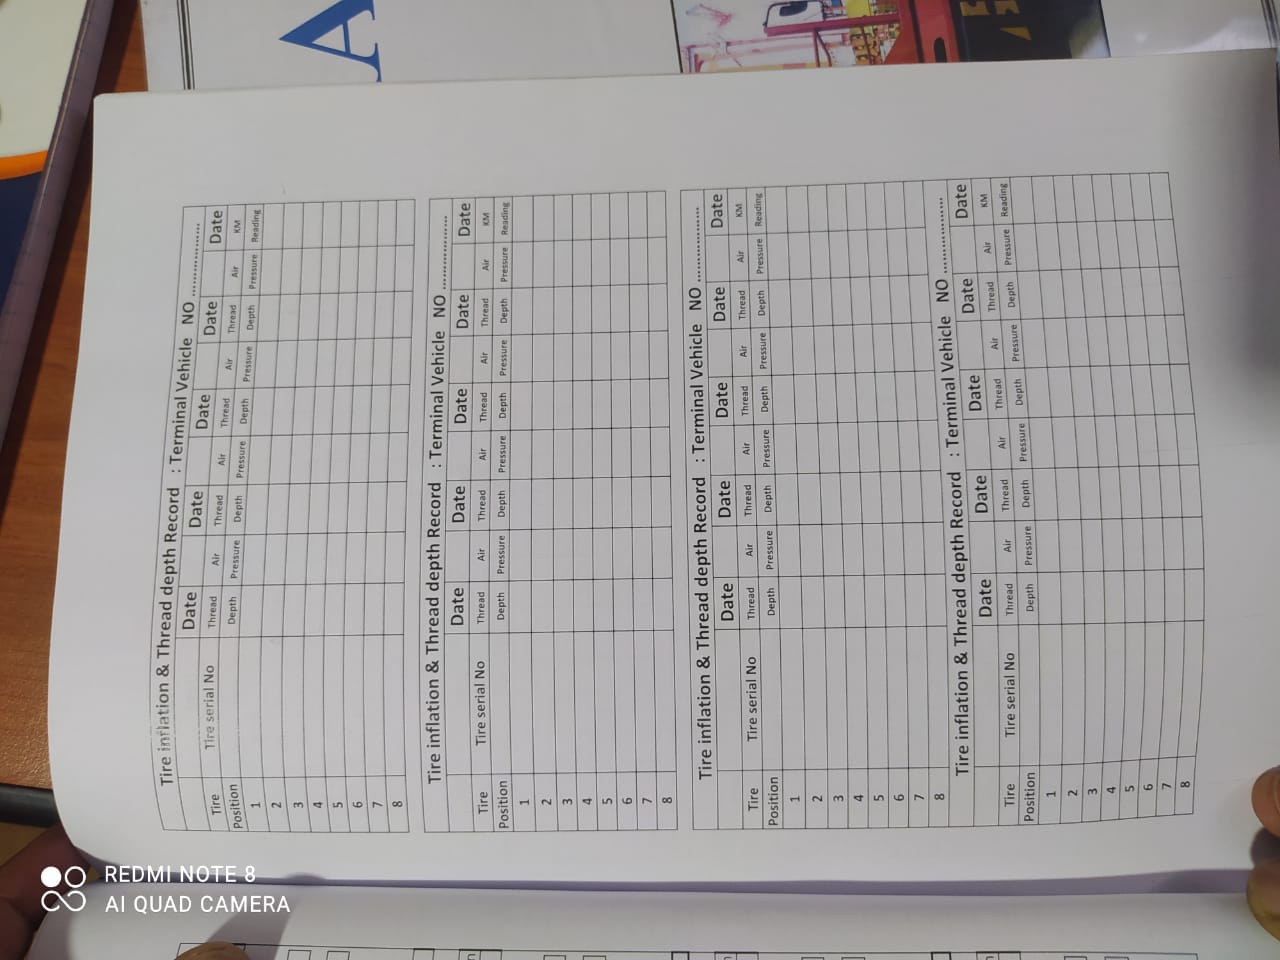 A
Tire inflation & Thread depth Record : Terminal Vehicle NO ................
Date Date Date Date Date
Tire Tire serial No Thread Air Thread Air Thread Air Thread Air KM
Position Depth Pressure Depth Pressure Depth Pressure Depth Pressure Reading
1
2
3
4
5
6
7
8
Tire inflation & Thread depth Record : Terminal Vehicle NO ................
Date Date Date Date Date
Tire Tire serial No Thread Air Thread Air Thread Air Thread Air KM
Position Depth Pressure Depth Pressure Depth Pressure Depth Pressure Reading
1
2
3
4
5
6
7
8
Tire inflation & Thread depth Record : Terminal Vehicle NO ................
Date Date Date Date Date
Tire Tire serial No Thread Air Thread Air Thread Air Thread Air KM
Position Depth Pressure Depth Pressure Depth Pressure Depth Pressure Reading
1
2
3
4
5
6
7
8
Tire inflation & Thread depth Record : Terminal Vehicle NO ................
Date Date Date Date Date
Tire Tire serial No Thread Air Thread Air Thread Air Thread Air KM
Position Depth Pressure Depth Pressure Depth Pressure Depth Pressure Reading
1
2
3
4
5
6
7
8
REDMI NOTE 8
AI QUAD CAMERA